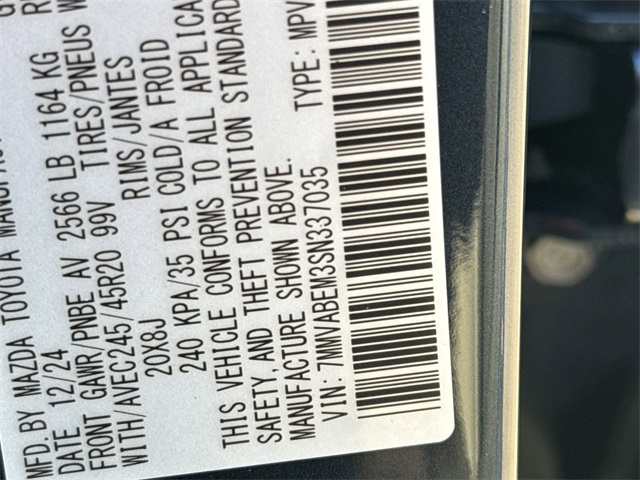 MFD.BY MAZDA TOYOTA MANUFACT
DATE 12/24
FRONT GAWR/PNBE AV 2566 LB 1164 KG
WITH/AVEC245/45R20 99V TIRES/PNEUS W
20X8J RIMS/JANTES
240 KPA/35 PSI COLD/A FROID
THIS VEHICLE CONFORMS TO ALL APPLICA
SAFETY,AND THEFT PREVENTION STANDARD
MANUFACTURE SHOWN ABOVE.
VIN:7MMVABEM3SN337035 TYPE:MPV